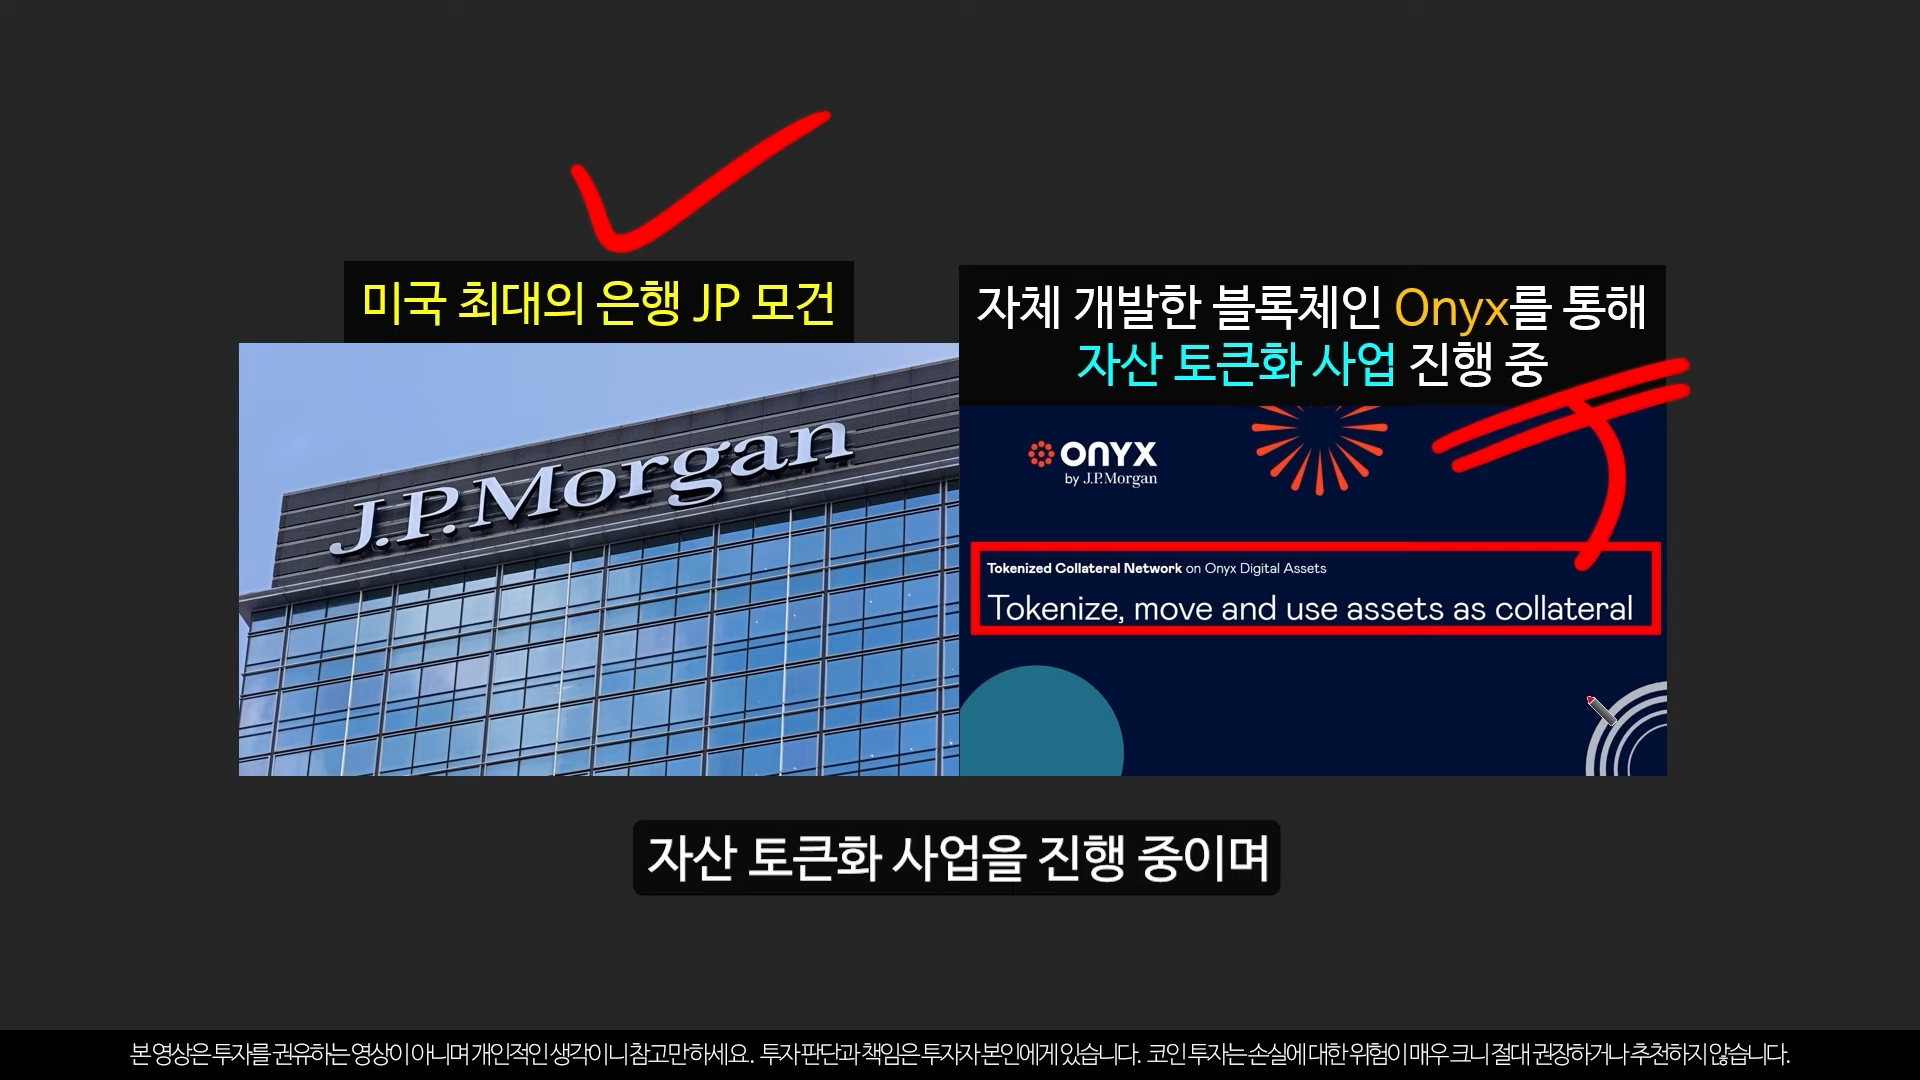 미국 최대의 은행 JP 모건
J.P.Morgan
자체 개발한 블록체인 Onyx를 통해
자산 토큰화 사업 진행 중
onyx
by J.P.Morgan
Tokenized Collateral Network on Onyx Digital Assets
Tokenize, move and use assets as collateral
자산 토큰화 사업을 진행 중이며
본 영상은 투자를 권유하는 영상이 아니며 개인적인 생각이니 참고만 하세요. 투자 판단과 책임은 투자자 본인에게 있습니다. 코인 투자는 손실에 대한 위험이 매우 크니 절대 권장하거나 추천하지 않습니다.